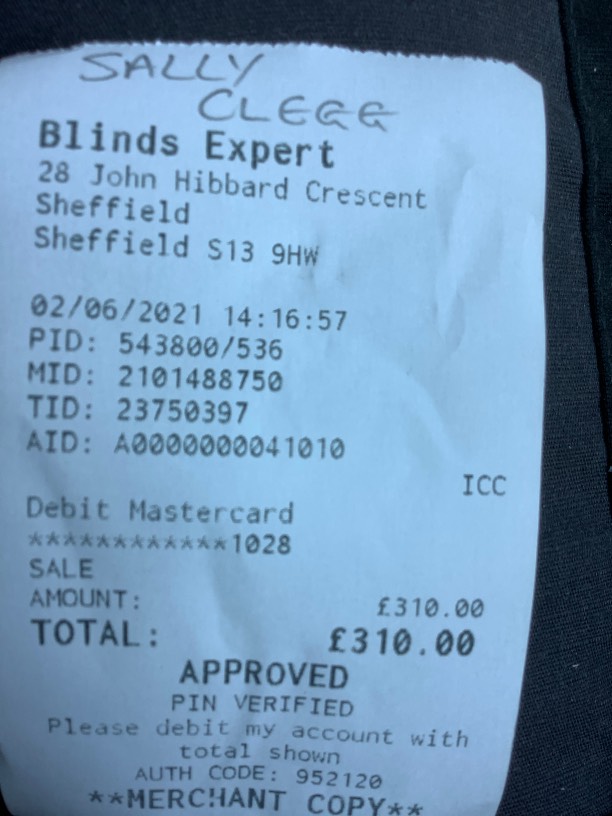 SALLY
CLEGG
Blinds Expert
28 John Hibbard Crescent
Sheffield
Sheffield S13 9HW
02/06/2021 14:16:57
PID: 543800/536
MID: 2101488750
TID: 23750397
AID: A0000000041010
ICC
Debit Mastercard
************1028
SALE
AMOUNT: £310.00
TOTAL: £310.00
APPROVED
PIN VERIFIED
Please debit my account with
total shown
AUTH CODE: 952120
**MERCHANT COPY**